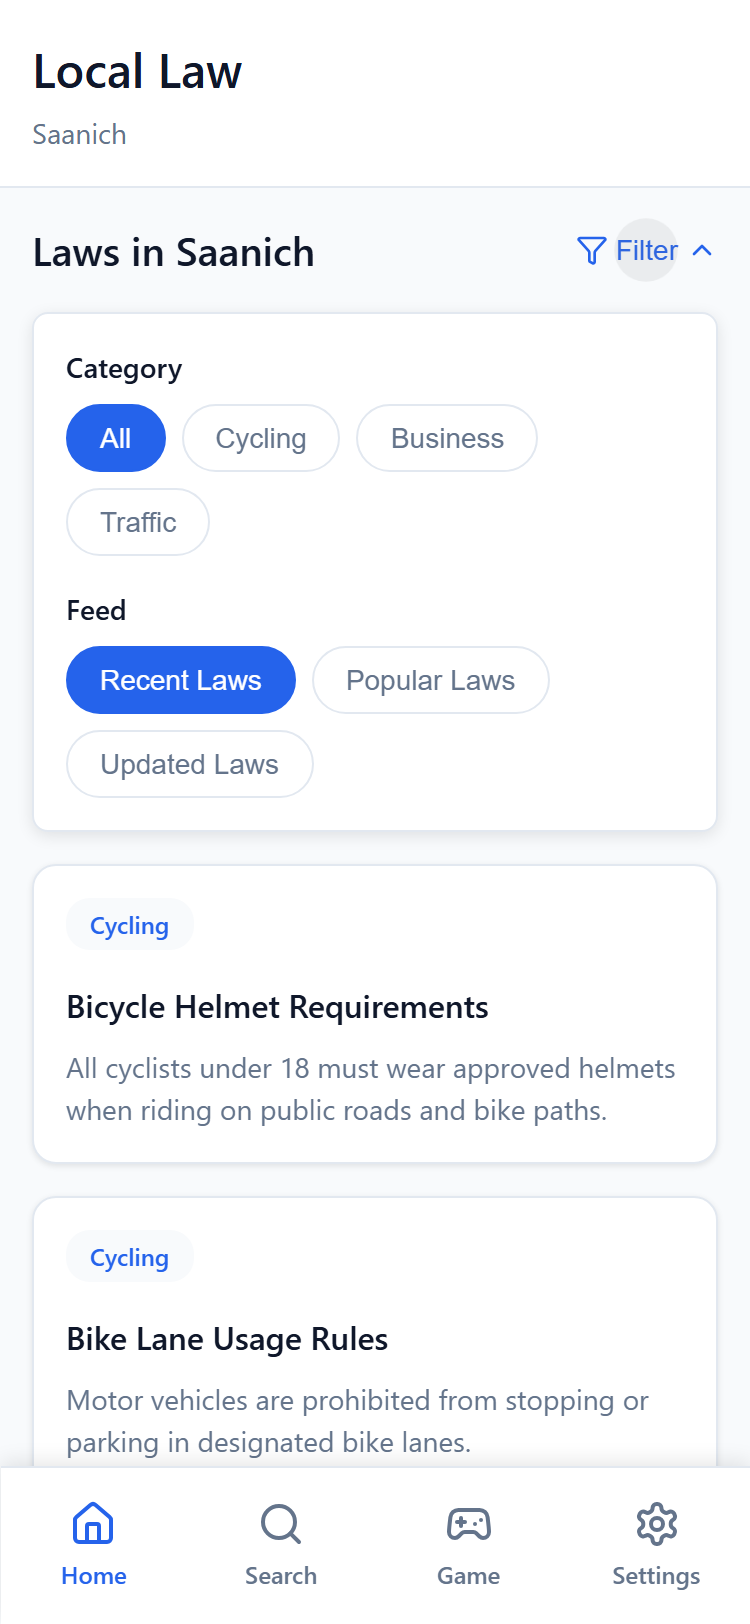 Local Law
Saanich
Laws in Saanich
Filter
Category
All
Cycling
Business
Traffic
Feed
Recent Laws
Popular Laws
Updated Laws
Cycling
Bicycle Helmet Requirements
All cyclists under 18 must wear approved helmets
when riding on public roads and bike paths.
Cycling
Bike Lane Usage Rules
Motor vehicles are prohibited from stopping or
parking in designated bike lanes.
Home
Search
Game
Settings